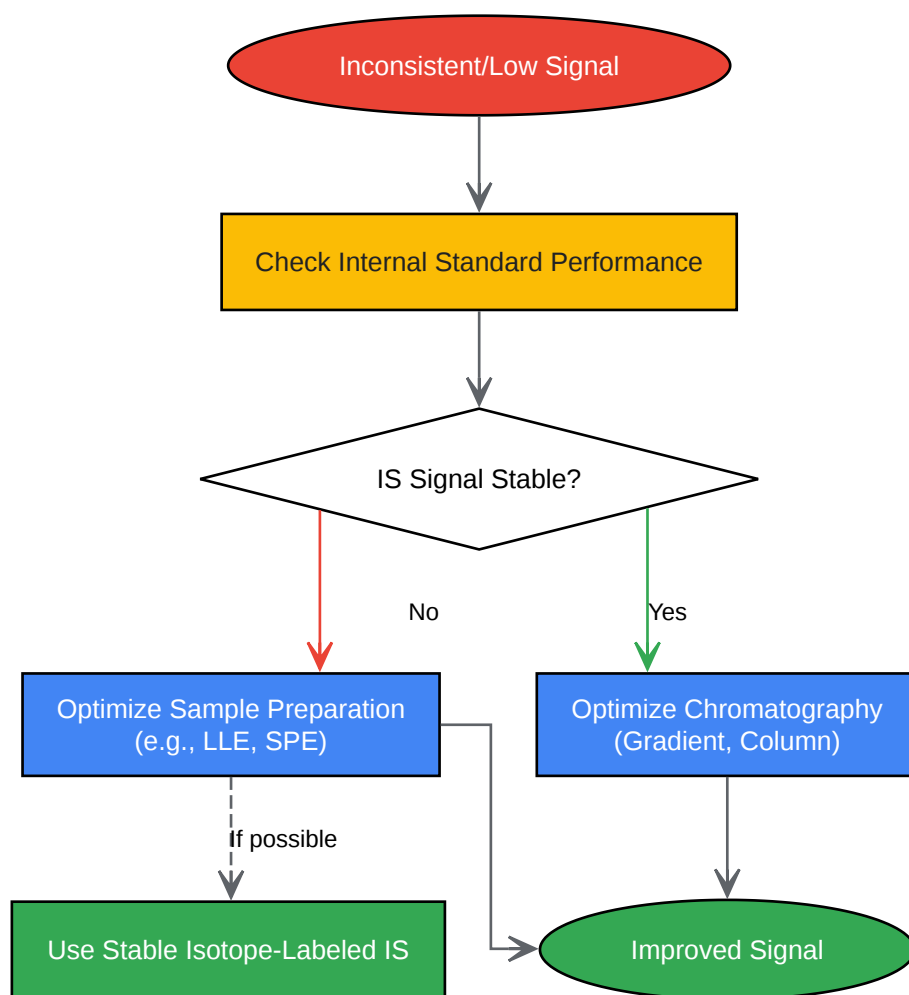 Inconsistent/Low Signal
Check Internal Standard Performance
IS Signal Stable?
No
Yes
Optimize Sample Preparation
(e.g., LLE, SPE)
Optimize Chromatography
(Gradient, Column)
If possible
Use Stable Isotope-Labeled IS
Improved Signal